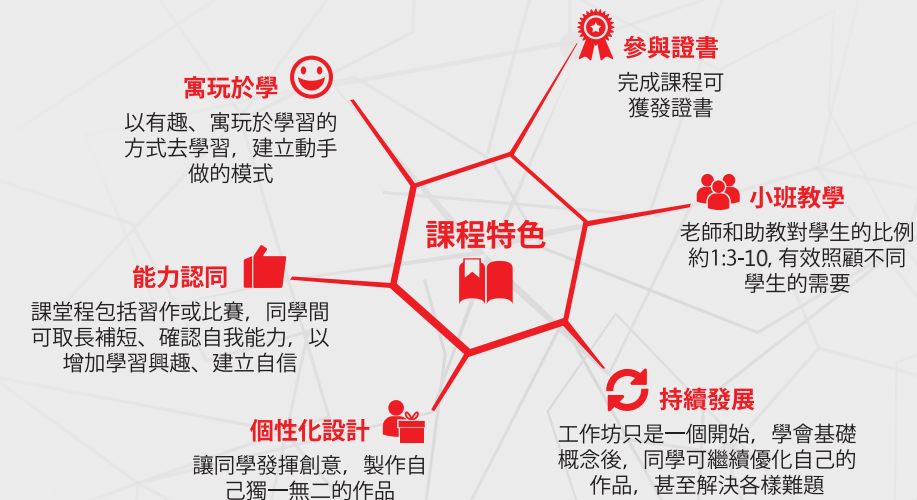 課程特色
參與證書
完成課程可
獲發證書
小班教學
老師和助教對學生的比例
約1:3-10, 有效照顧不同
學生的需要
持續發展
工作坊只是一個開始，學會基礎
概念後，同學可繼續優化自己的
作品，甚至解決各樣難題
個性化設計
讓同學發揮創意，製作自
己獨一無二的作品
能力認同
課堂程包括習作或比賽，同學間
可取長補短、確認自我能力，以
增加學習興趣、建立自信
寓玩於學
以有趣、寓玩於學習的
方式去學習，建立動手
做的模式